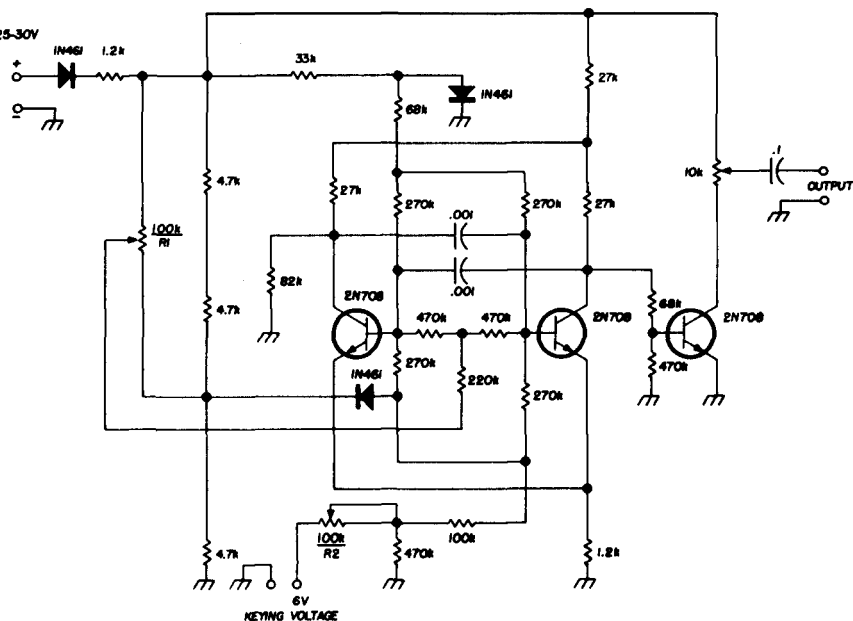 25-30V
+
1N461
1.2k
33k
1N461
27k
68k
4.7k
27k
270k
270k
27k
10k
.1
OUTPUT
100k
R1
.001
.001
82k
4.7k
2N708
470k
470k
2N708
68k
2N708
470k
270k
1N461
220k
270k
100k
R2
100k
470k
1.2k
4.7k
6V
KEYING VOLTAGE